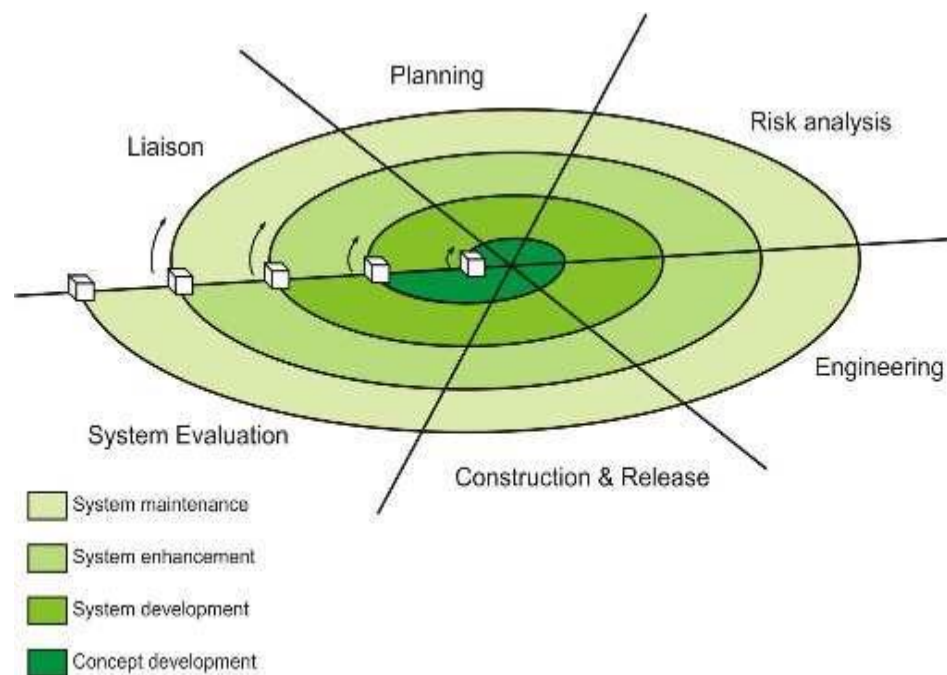 Planning
Risk analysis
Liaison
Engineering
System Evaluation
Construction & Release
System maintenance
System enhancement
System development
Concept development